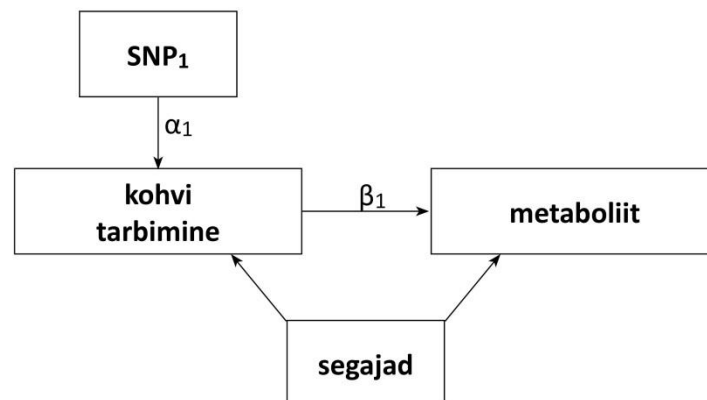 SNP₁
α₁
kohvi
tarbimine
β₁
metaboliit
segajad